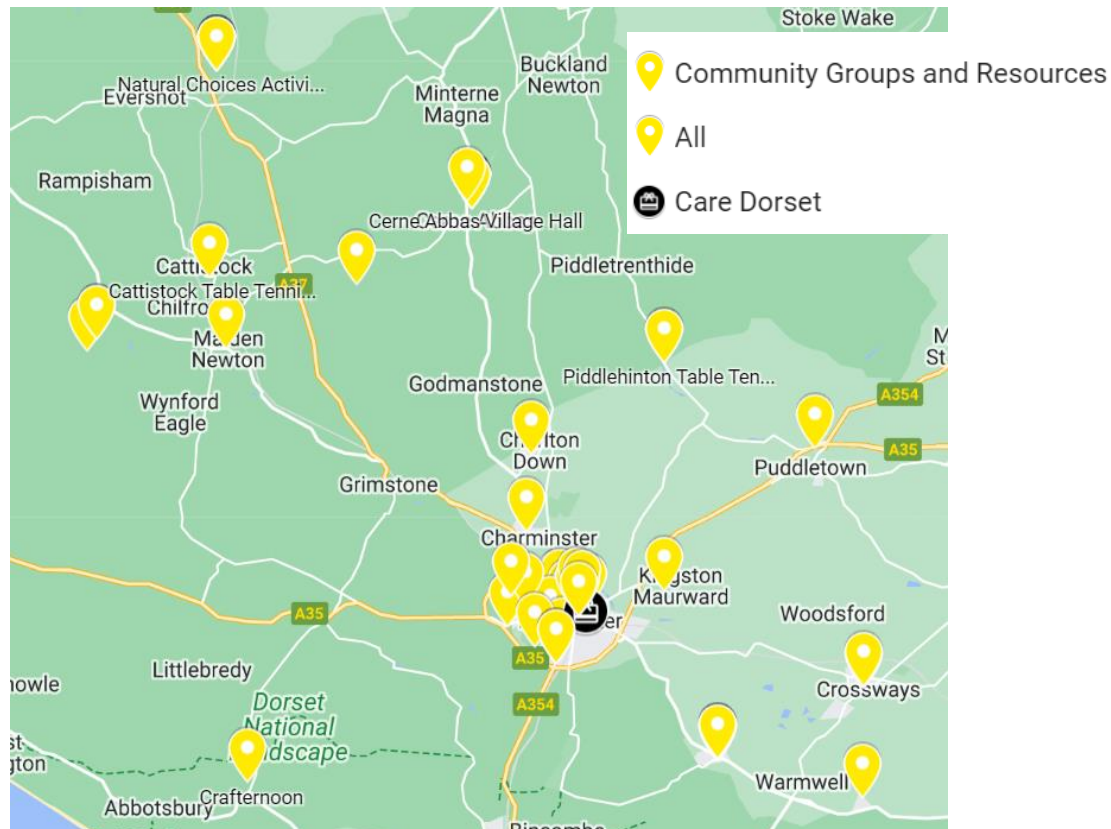 Stoke Wake
Community Groups and Resources
All
Care Dorset
Buckland
Newton
Natural Choices Activi...
Evershot
Minterne
Magna
Rampisham
Cerne Abbas Village Hall
Cattistock
A37
Piddletrenthide
Cattistock Table Tenni...
Maiden
Newton
Piddlehinton Table Ten...
Godmanstone
Wynford
Eagle
A354
Charlton
Down
A35
Puddletown
Grimstone
Charminster
Kingston
Maurward
A35
Woodsford
A35
Littlebredy
Crossways
A354
Dorset
National
Landscape
Warmwell
Abbotsbury
Crafternoon